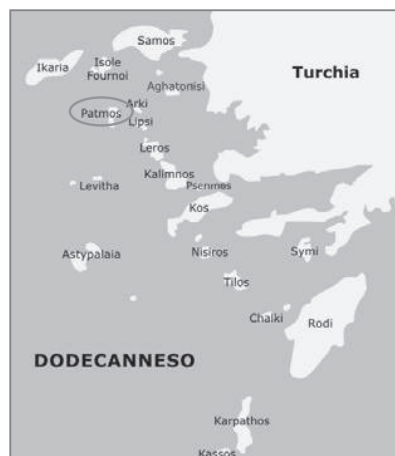 Samos
Ikaria
Isole
Fournoi
Turchia
Aghatonisi
Arki
Patmos
Lipsi
Leros
Kalimnos
Levitha
Pserimos
Kos
Astypalaia
Nisiros
Symi
Tilos
Chalki
Rodi
DODECANNESO
Karpathos
Kassos